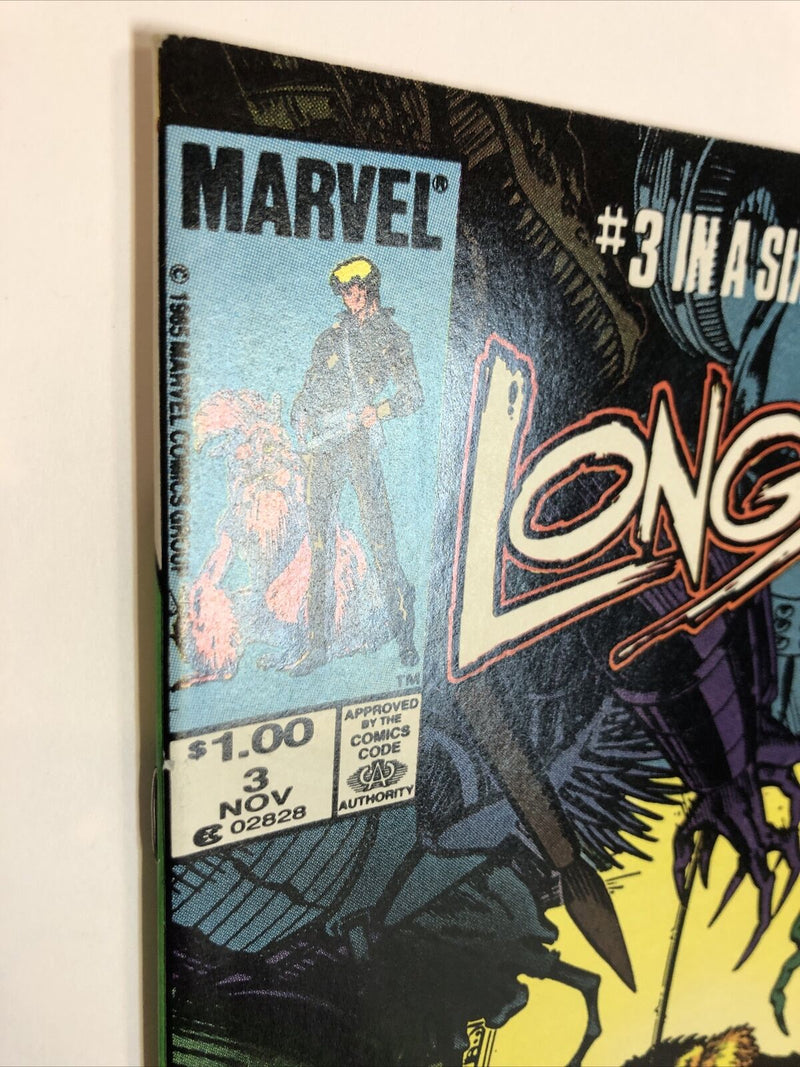 MARVEL®
© 1985 MARVEL COMICS GROUP
#3 IN A SI
LONG
TM
$1.00
3
NOV
02828
APPROVED
BY THE
COMICS
CODE
CA
AUTHORITY